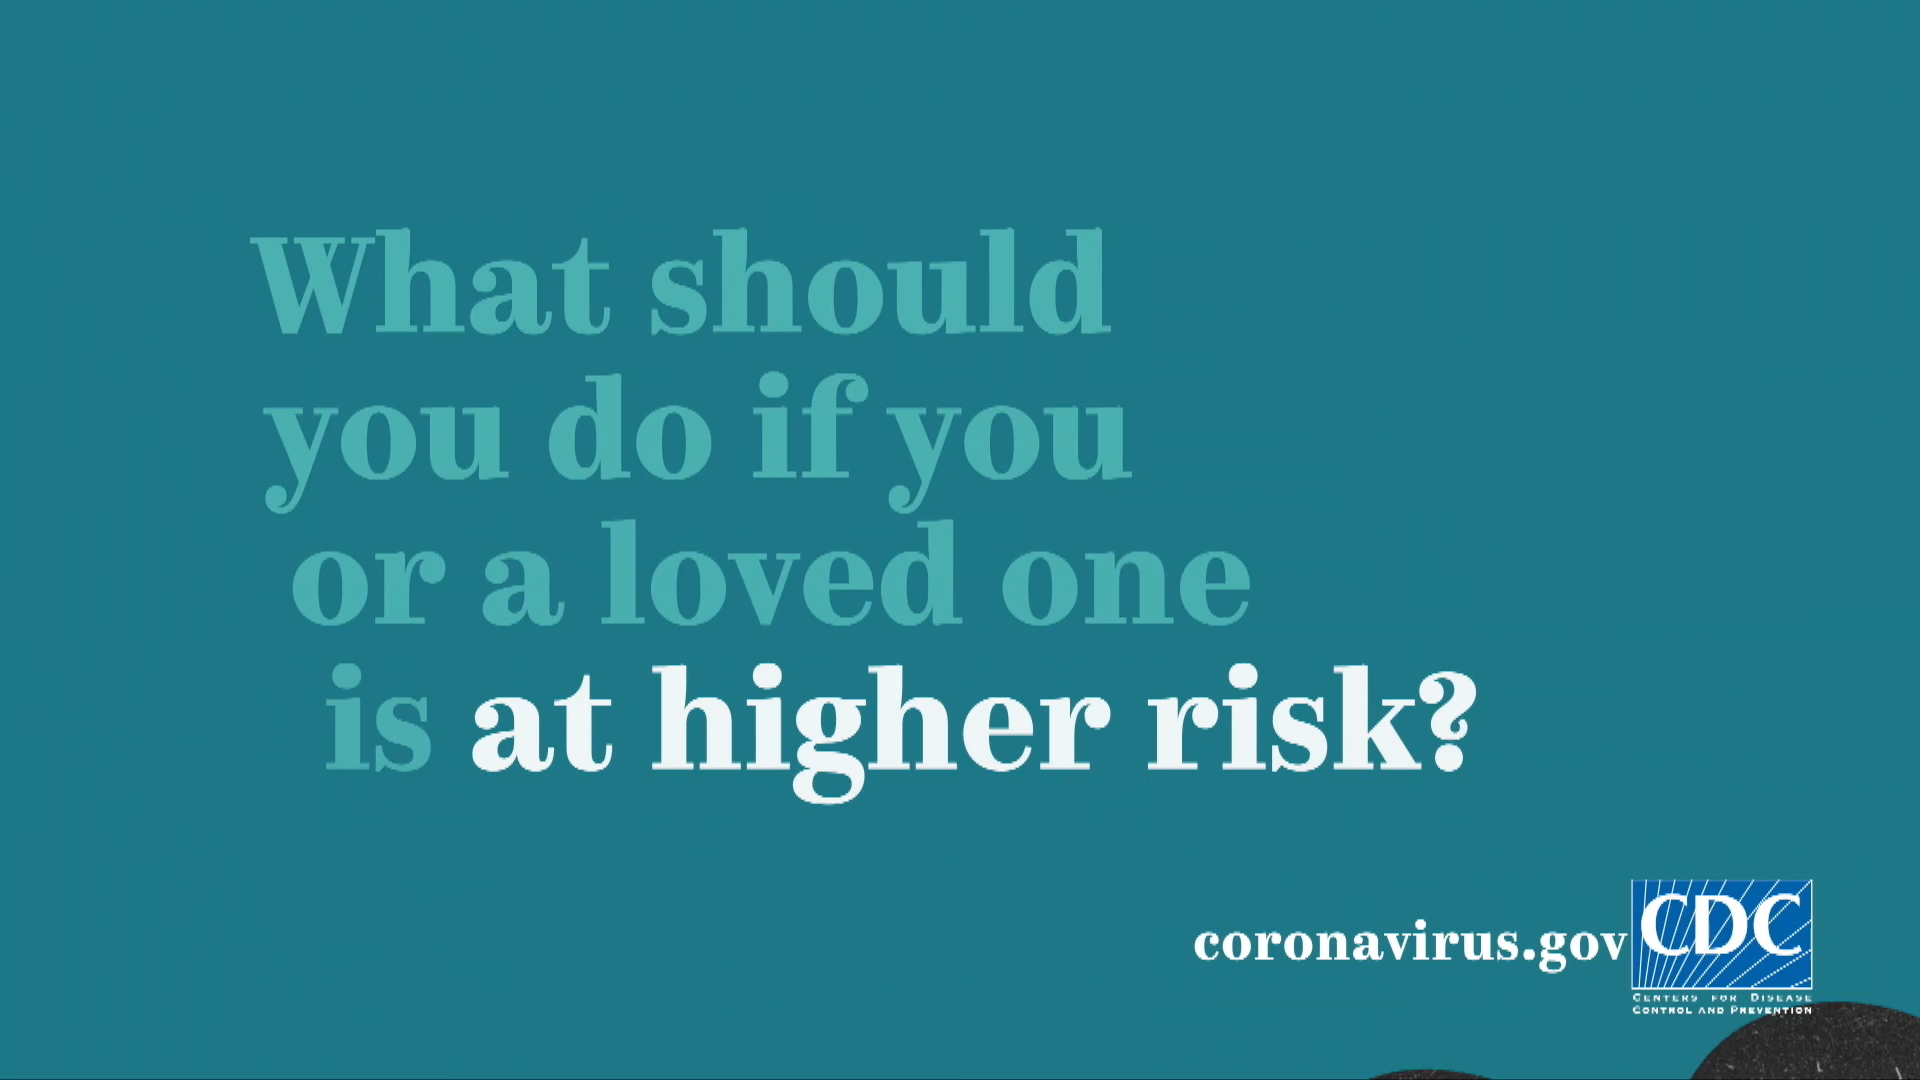 What should
you do if you
or a loved one
is at higher risk?
coronavirus.gov
CDC
CENTERS FOR DISEASE
CONTROL AND PREVENTION